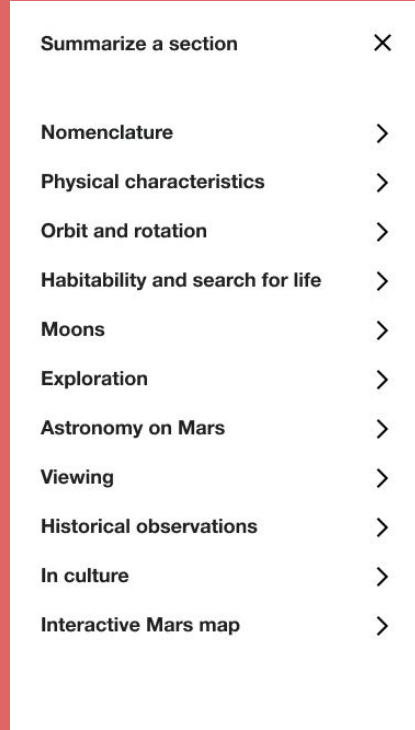 Summarize a section
Nomenclature
Physical characteristics
Orbit and rotation
Habitability and search for life
Moons
Exploration
Astronomy on Mars
Viewing
Historical observations
In culture
Interactive Mars map